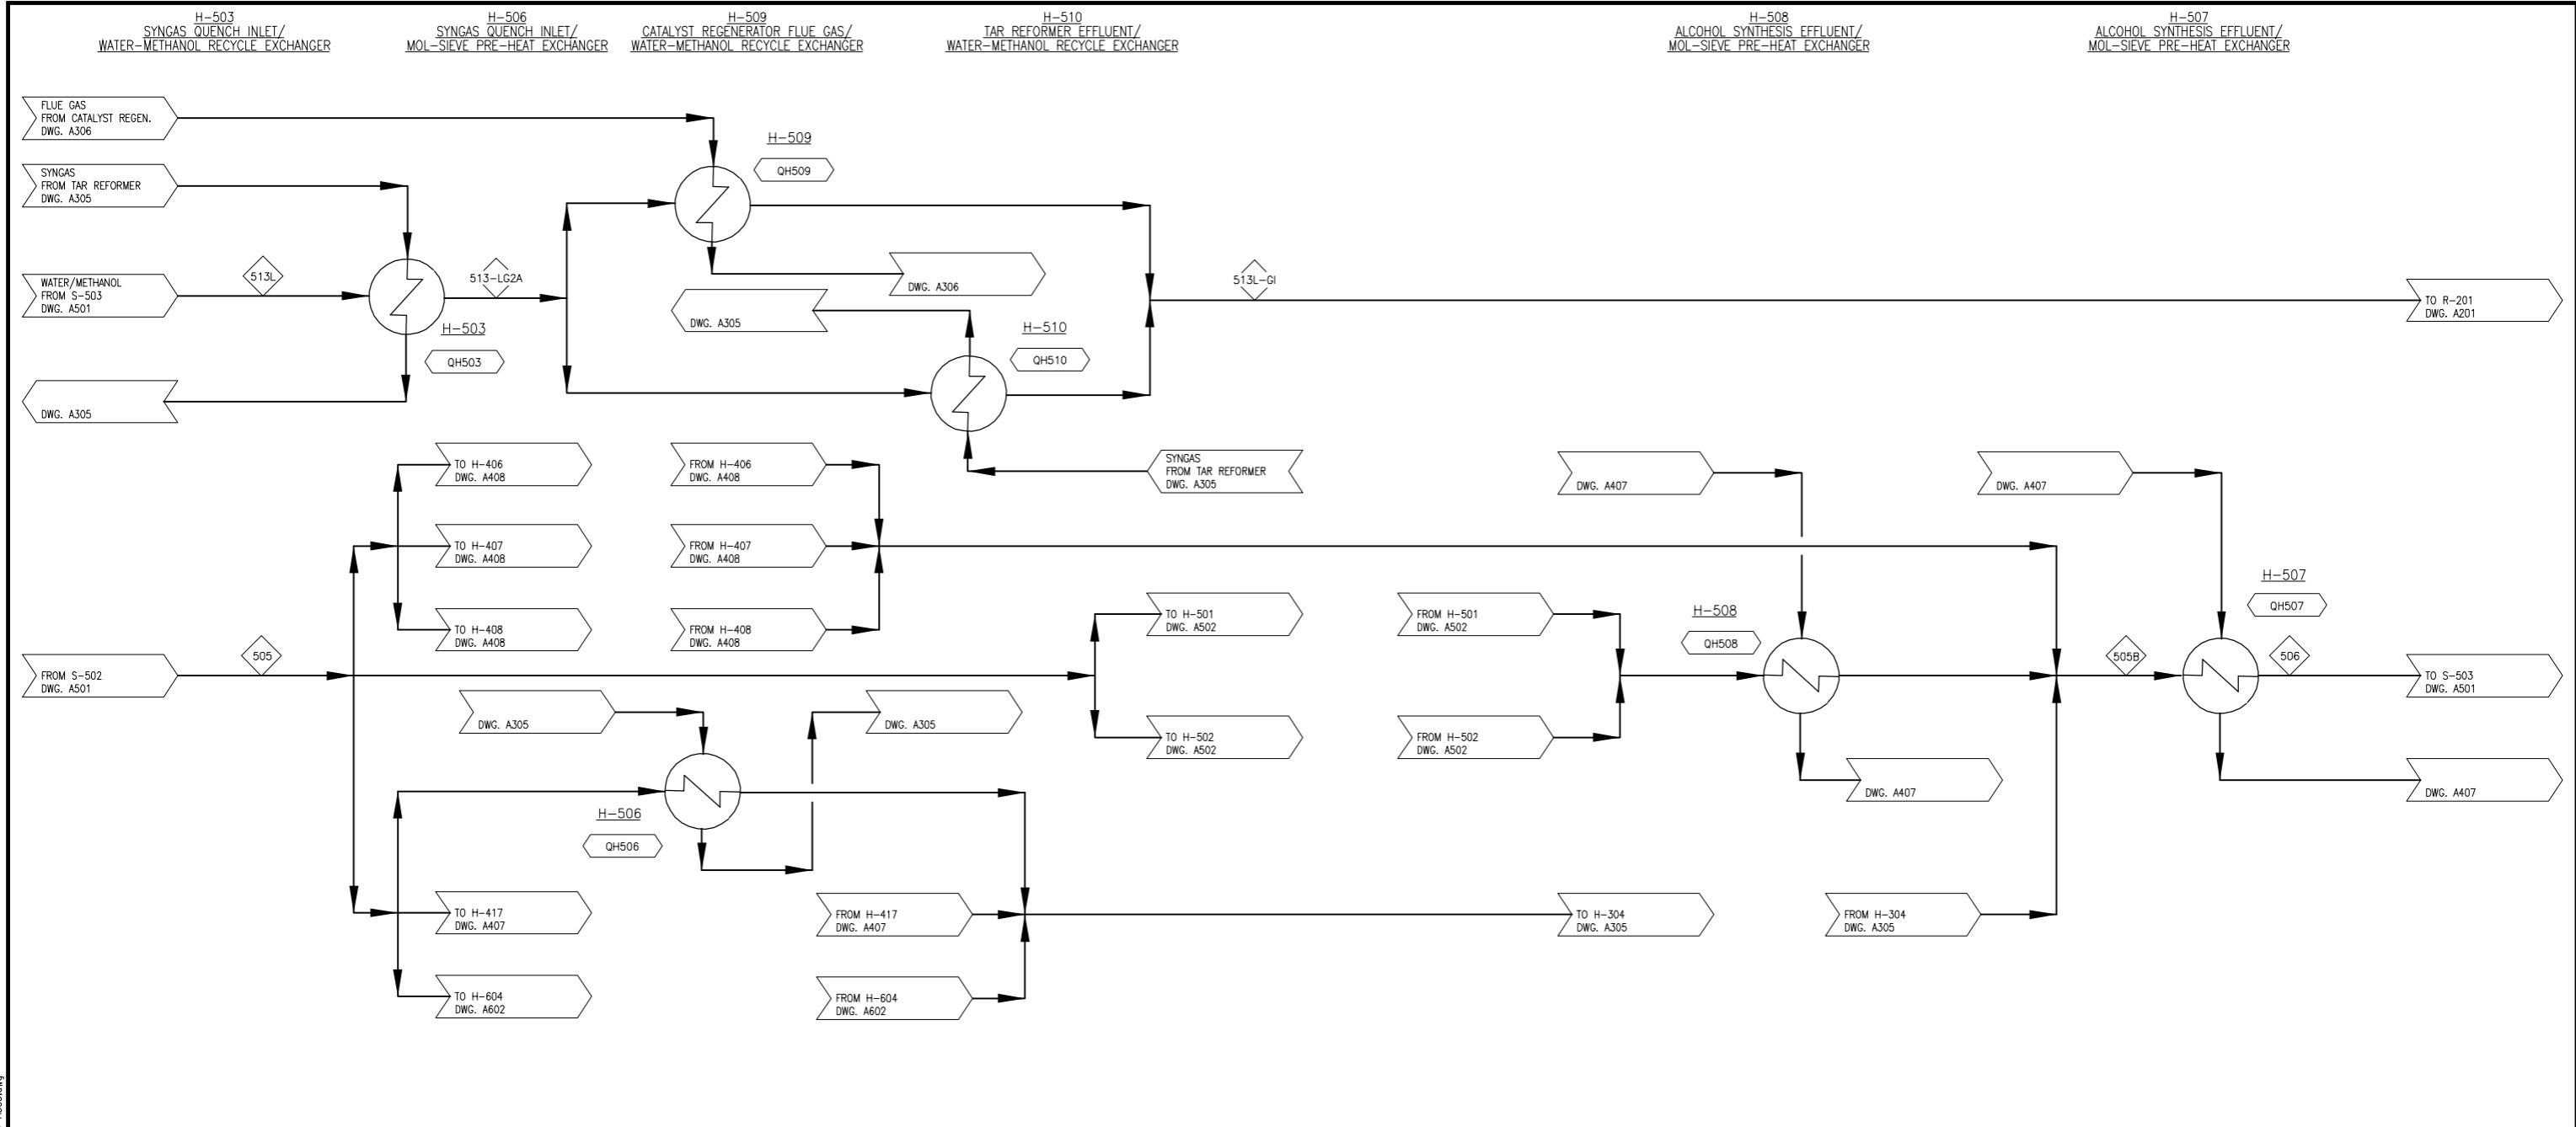 H-503
SYNGAS QUENCH INLET/
WATER-METHANOL RECYCLE EXCHANGER
H-506
SYNGAS QUENCH INLET/
MOL-SIEVE PRE-HEAT EXCHANGER
H-509
CATALYST REGENERATOR FLUE GAS/
WATER-METHANOL RECYCLE EXCHANGER
H-510
TAR REFORMER EFFLUENT/
WATER-METHANOL RECYCLE EXCHANGER
H-508
ALCOHOL SYNTHESIS EFFLUENT/
MOL-SIEVE PRE-HEAT EXCHANGER
H-507
ALCOHOL SYNTHESIS EFFLUENT/
MOL-SIEVE PRE-HEAT EXCHANGER
FLUE GAS
FROM CATALYST REGEN.
DWG. A306
H-509
QH509
SYNGAS
FROM TAR REFORMER
DWG. A305
WATER/METHANOL
FROM S-503
DWG. A501
513L
513-LG2A
DWG. A306
513L-GI
TO R-201
DWG. A201
H-503
QH503
DWG. A305
H-510
QH510
DWG. A305
SYNGAS
FROM TAR REFORMER
DWG. A305
TO H-406
DWG. A408
FROM H-406
DWG. A408
DWG. A407
DWG. A407
TO H-407
DWG. A408
FROM H-407
DWG. A408
TO H-408
DWG. A408
FROM H-408
DWG. A408
TO H-501
DWG. A502
FROM H-501
DWG. A502
H-508
QH508
H-507
QH507
FROM S-502
DWG. A501
505
505B
506
TO S-503
DWG. A501
DWG. A305
DWG. A305
TO H-502
DWG. A502
FROM H-502
DWG. A502
H-506
QH506
DWG. A407
DWG. A407
TO H-417
DWG. A407
FROM H-417
DWG. A407
TO H-304
DWG. A305
FROM H-304
DWG. A305
TO H-604
DWG. A602
FROM H-604
DWG. A602